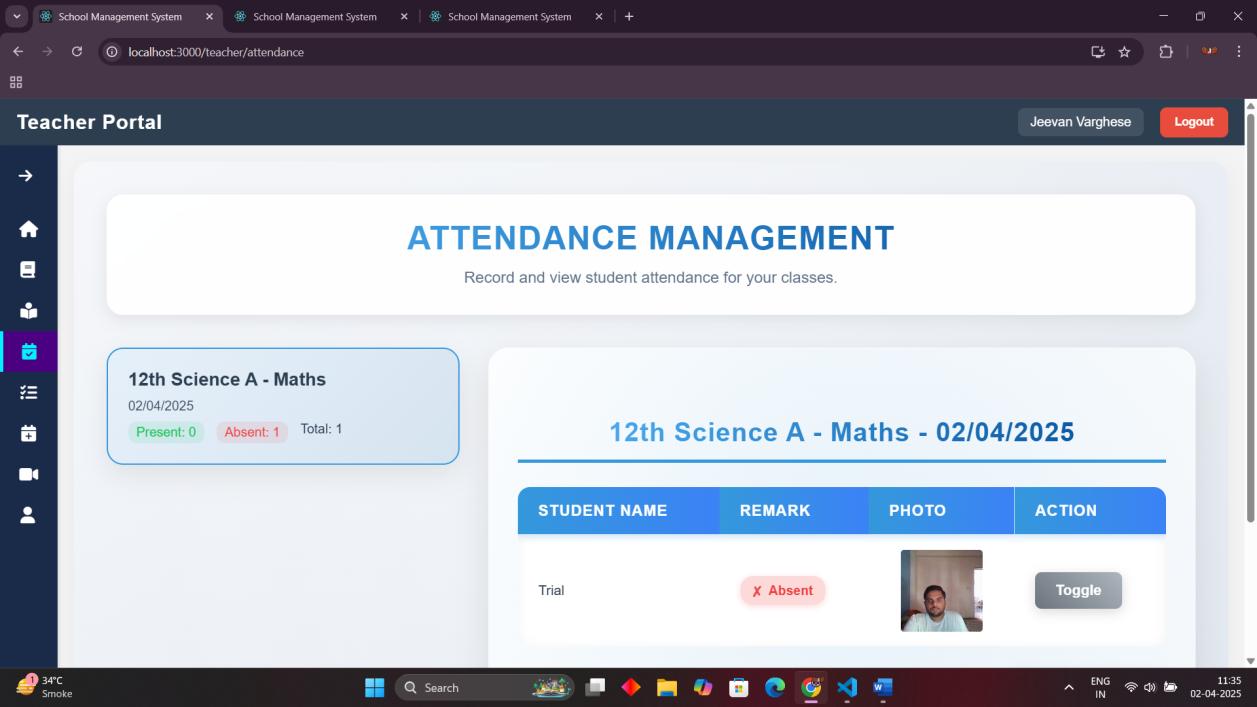 School Management System
School Management System
School Management System
localhost:3000/teacher/attendance
Teacher Portal
Jeevan Varghese
Logout
ATTENDANCE MANAGEMENT
Record and view student attendance for your classes.
12th Science A - Maths
02/04/2025
Present: 0 Absent: 1 Total: 1
12th Science A - Maths - 02/04/2025
STUDENT NAME REMARK PHOTO ACTION
Trial ✗ Absent Toggle
1
34°C
Smoke
Search
ENG
IN
11:35
02-04-2025